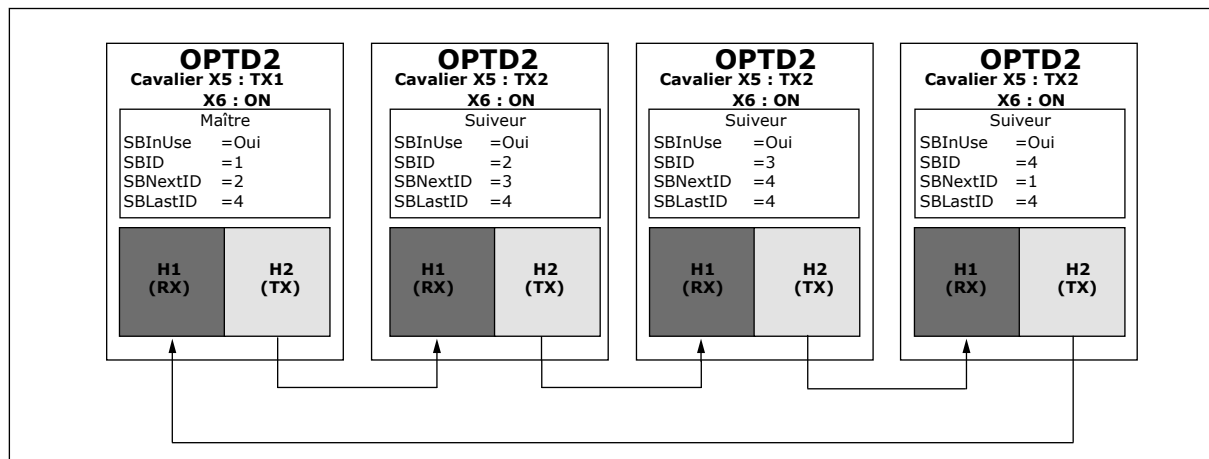 OPTD2
Cavalier X5 : TX1
X6 : ON
Maître
SBInUse =Oui
SBID =1
SBNextID =2
SBLastID =4
H1
(RX)
H2
(TX)
OPTD2
Cavalier X5 : TX2
Suiveur
SBInUse =Oui
SBID =2
SBNextID =3
SBLastID =4
H1
(RX)
H2
(TX)
OPTD2
Cavalier X5 : TX2
X6 : ON
Suiveur
SBInUse =Oui
SBID =3
SBNextID =4
SBLastID =4
H1
(RX)
H2
(TX)
OPTD2
Cavalier X5 : TX2
X6 : ON
Suiveur
SBInUse =Oui
SBID =4
SBNextID =1
SBLastID =4
H1
(RX)
H2
(TX)